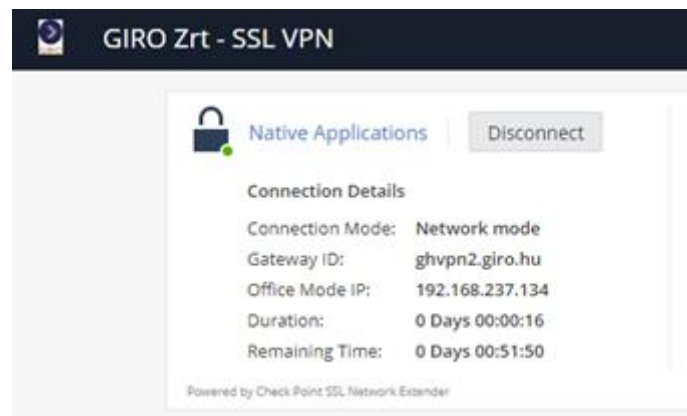 GIRO Zrt - SSL VPN
Native Applications Disconnect
Connection Details
Connection Mode: Network mode
Gateway ID: ghvpn2.giro.hu
Office Mode IP: 192.168.237.134
Duration: 0 Days 00:00:16
Remaining Time: 0 Days 00:51:50
Powered by Check Point SSL Network Extender